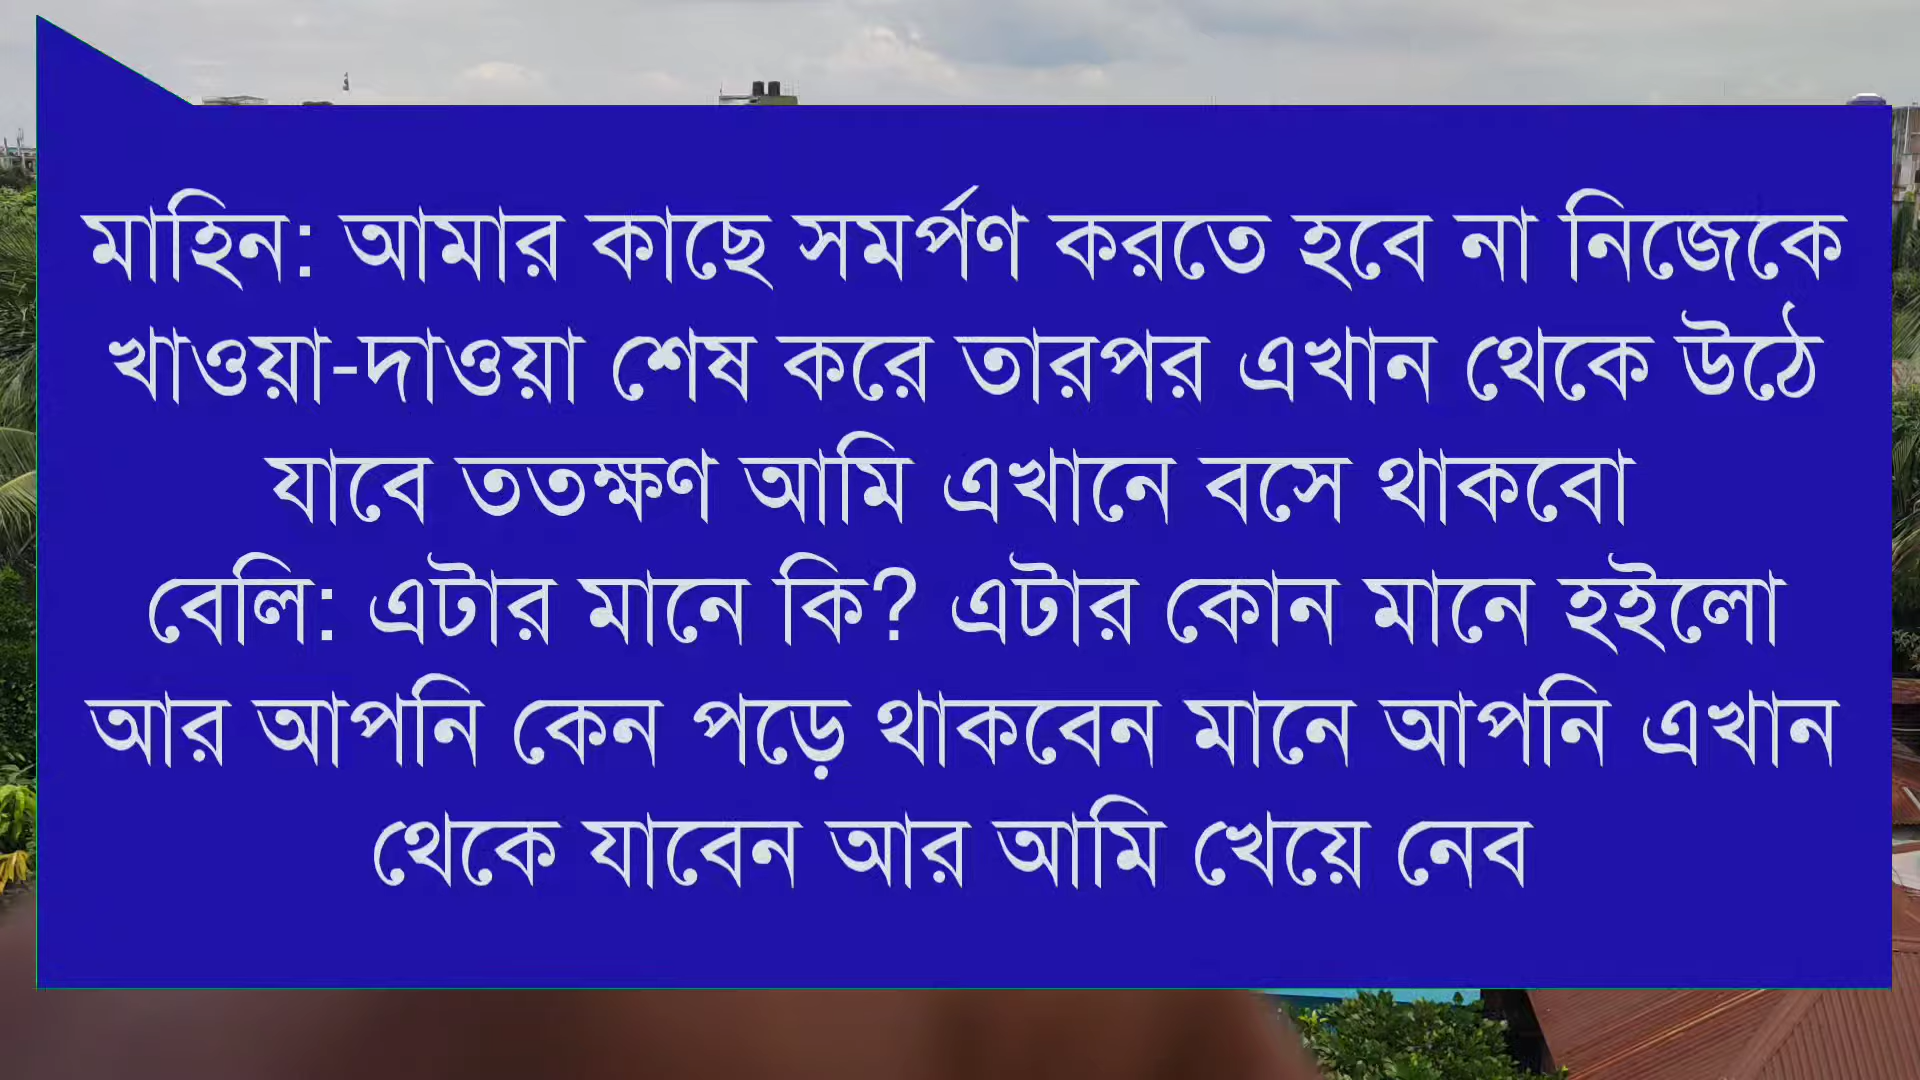 মাহিন: আমার কাছে সমর্পণ করতে হবে না নিজেকে
খাওয়া-দাওয়া শেষ করে তারপর এখান থেকে উঠে
যাবে ততক্ষণ আমি এখানে বসে থাকবো
বেলি: এটার মানে কি? এটার কোন মানে হইলো
আর আপনি কেন পড়ে থাকবেন মানে আপনি এখান
থেকে যাবেন আর আমি খেয়ে নেব